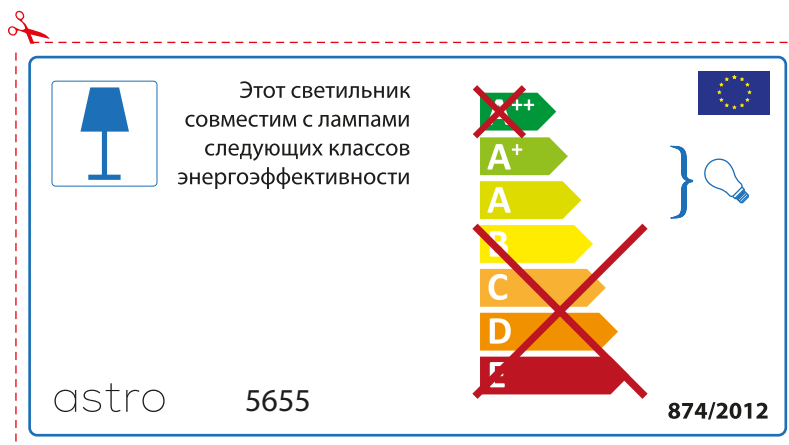 Этот светильник
совместим с лампами
следующих классов
энергоэффективности
A++
A+
A
B
C
D
E
astro 5655
874/2012